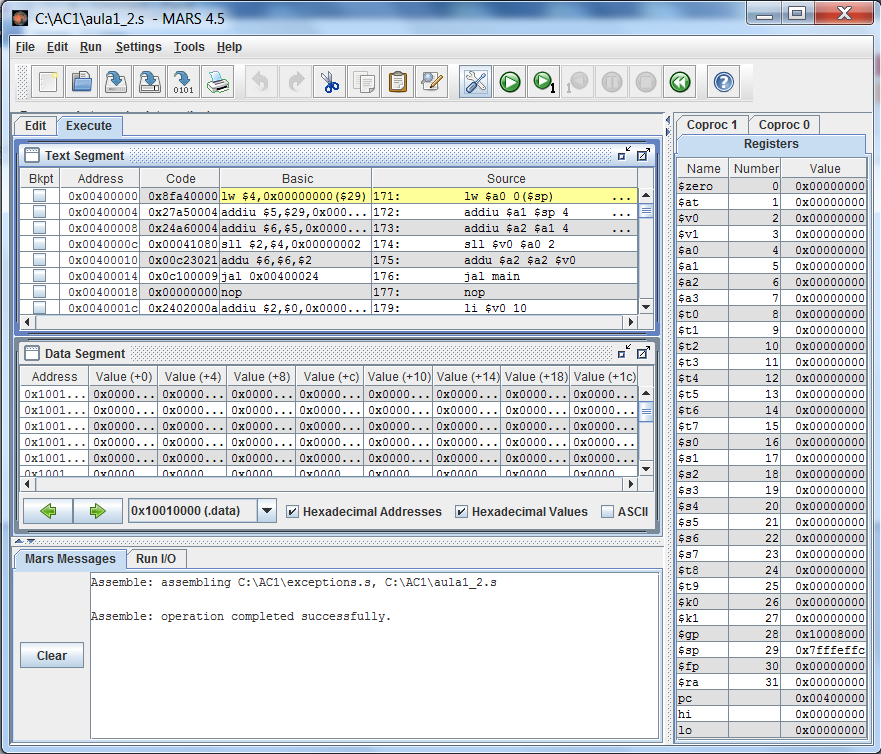 C:\AC1\aula1_2.s - MARS 4.5
File Edit Run Settings Tools Help
Edit Execute
Text Segment
Bkpt Address Code Basic Source
0x00400000 0x8fa40000 lw $4,0x00000000($29) 171: lw $a0 0($sp) ...
0x00400004 0x27a50004 addiu $5,$29,0x000... 172: addiu $a1 $sp 4 ...
0x00400008 0x24a60004 addiu $6,$5,0x0000... 173: addiu $a2 $a1 4 ...
0x0040000c 0x00041080 sll $2,$4,0x00000002 174: sll $v0 $a0 2
0x00400010 0x00c23021 addu $6,$6,$2 175: addu $a2 $a2 $v0
0x00400014 0x0c100009 jal 0x00400024 176: jal main
0x00400018 0x00000000 nop 177: nop
0x0040001c 0x2402000a addiu $2,$0,0x0000... 179: li $v0 10
Data Segment
Address Value (+0) Value (+4) Value (+8) Value (+c) Value (+10) Value (+14) Value (+18) Value (+1c)
0x1001... 0x0000... 0x0000... 0x0000... 0x0000... 0x0000... 0x0000... 0x0000... 0x0000...
0x1001... 0x0000... 0x0000... 0x0000... 0x0000... 0x0000... 0x0000... 0x0000... 0x0000...
0x1001... 0x0000... 0x0000... 0x0000... 0x0000... 0x0000... 0x0000... 0x0000... 0x0000...
0x1001... 0x0000... 0x0000... 0x0000... 0x0000... 0x0000... 0x0000... 0x0000... 0x0000...
0x1001... 0x0000... 0x0000... 0x0000... 0x0000... 0x0000... 0x0000... 0x0000... 0x0000...
0x1001... 0x0000... 0x0000... 0x0000... 0x0000... 0x0000... 0x0000... 0x0000... 0x0000...
0x10010000 (.data) Hexadecimal Addresses Hexadecimal Values ASCII
Mars Messages Run I/O
Assemble: assembling C:\AC1\exceptions.s, C:\AC1\aula1_2.s
Assemble: operation completed successfully.
Clear
Coproc 1 Coproc 0
Registers
Name Number Value
$zero 0 0x00000000
$at 1 0x00000000
$v0 2 0x00000000
$v1 3 0x00000000
$a0 4 0x00000000
$a1 5 0x00000000
$a2 6 0x00000000
$a3 7 0x00000000
$t0 8 0x00000000
$t1 9 0x00000000
$t2 10 0x00000000
$t3 11 0x00000000
$t4 12 0x00000000
$t5 13 0x00000000
$t6 14 0x00000000
$t7 15 0x00000000
$s0 16 0x00000000
$s1 17 0x00000000
$s2 18 0x00000000
$s3 19 0x00000000
$s4 20 0x00000000
$s5 21 0x00000000
$s6 22 0x00000000
$s7 23 0x00000000
$t8 24 0x00000000
$t9 25 0x00000000
$k0 26 0x00000000
$k1 27 0x00000000
$gp 28 0x10008000
$sp 29 0x7fffeffc
$fp 30 0x00000000
$ra 31 0x00000000
pc 0x00400000
hi 0x00000000
lo 0x00000000